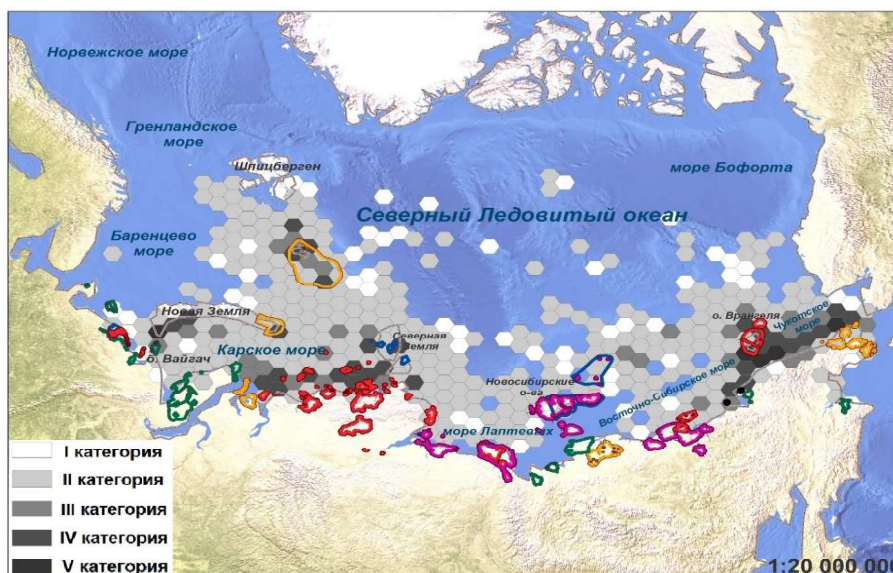 Норвежское море
Гренландское
море
Шпицберген
море Бофорта
Северный Ледовитый океан
Баренцево
море
Новая Земля
о. Врангеля
Чукотское
море
Северная
Земля
Карское море
б. Вайгач
Новосибирские
о-ва
Восточно-Сибирское море
море Лаптевых
I категория
II категория
III категория
IV категория
V категория
1:20 000 00